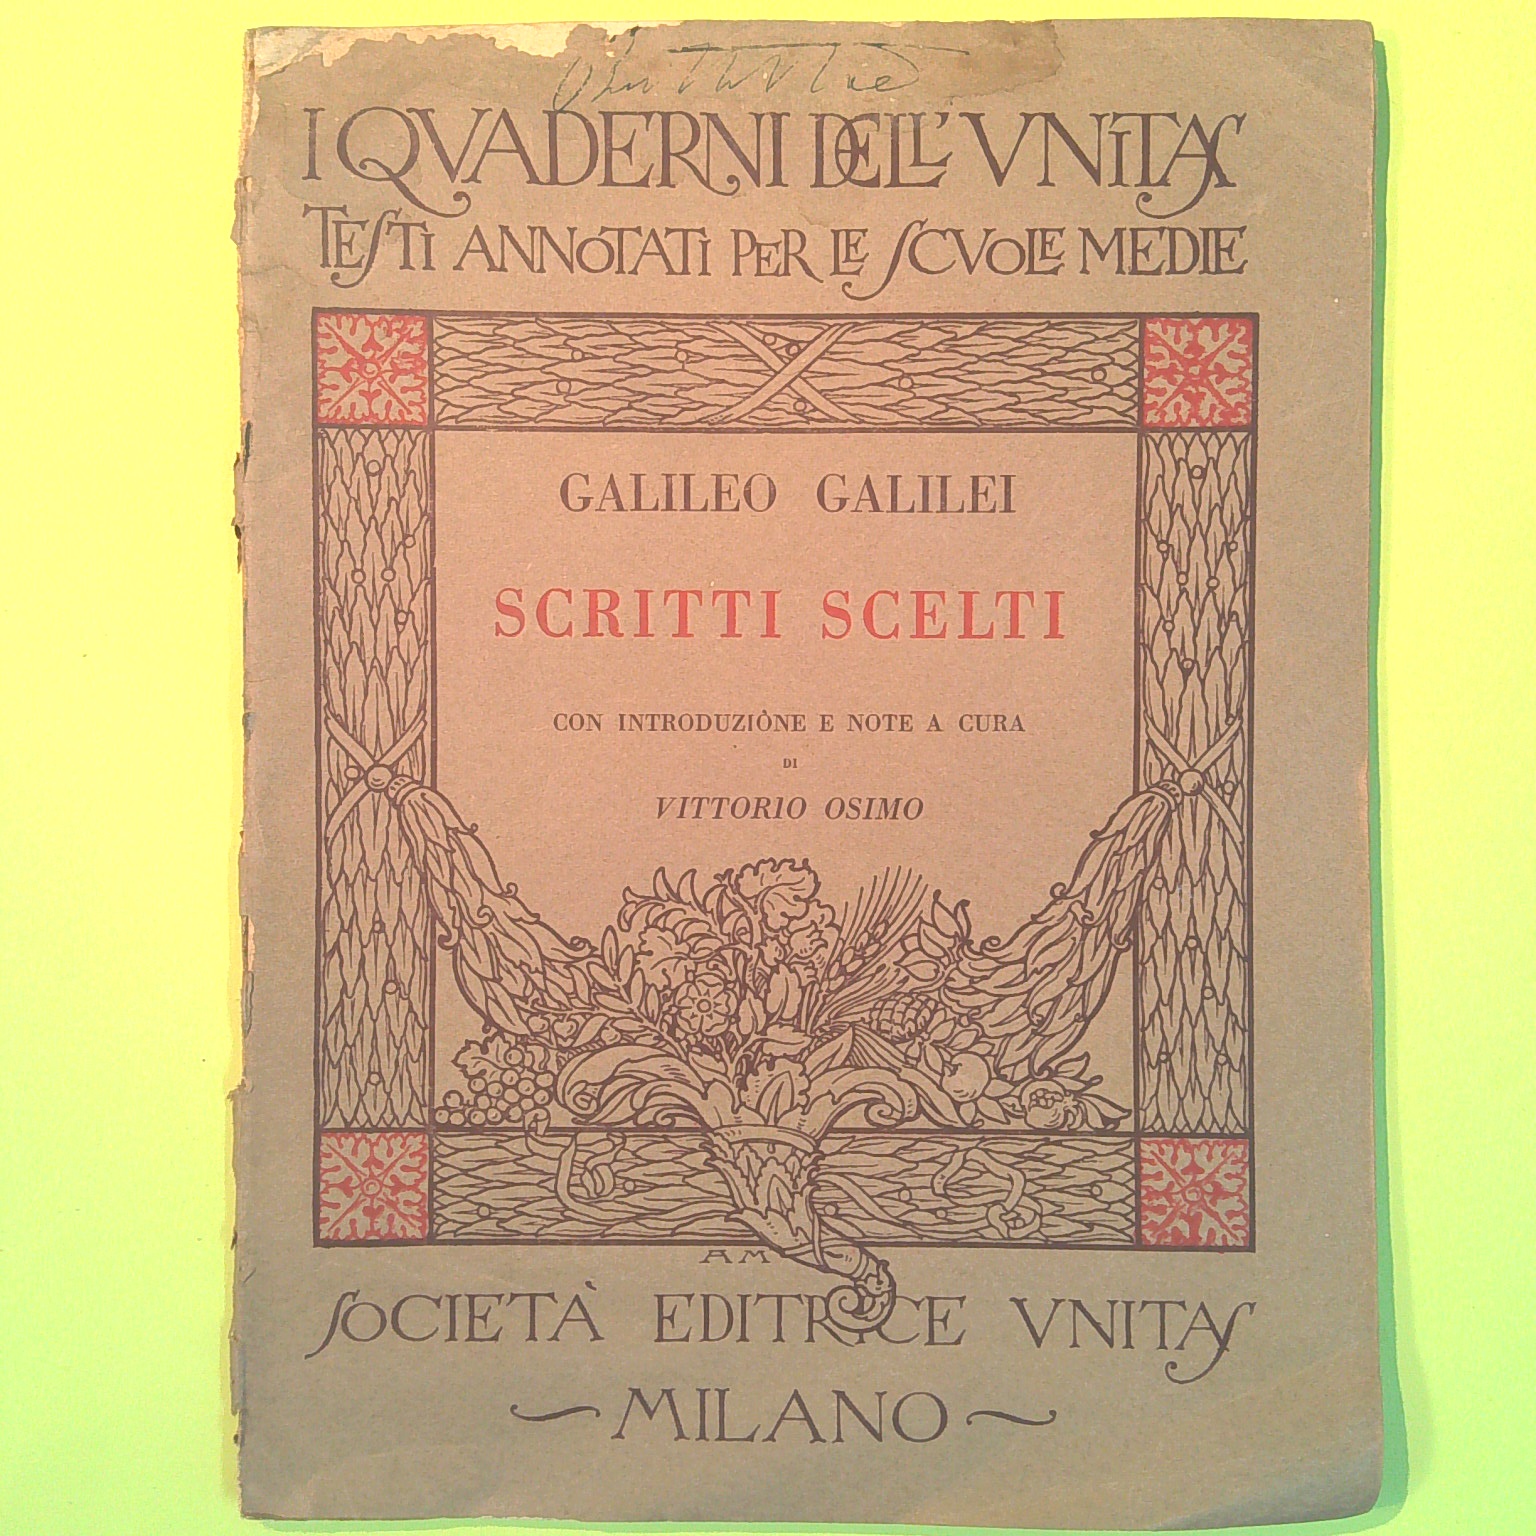 I QVADERNI DELL' VNITAS
TESTI ANNOTATI PER LE SCVOLE MEDIE
GALILEO GALILEI
SCRITTI SCELTI
CON INTRODUZIÒNE E NOTE A CURA
DI
VITTORIO OSIMO
AM
SOCIETÀ EDITRICE VNITAS
MILANO